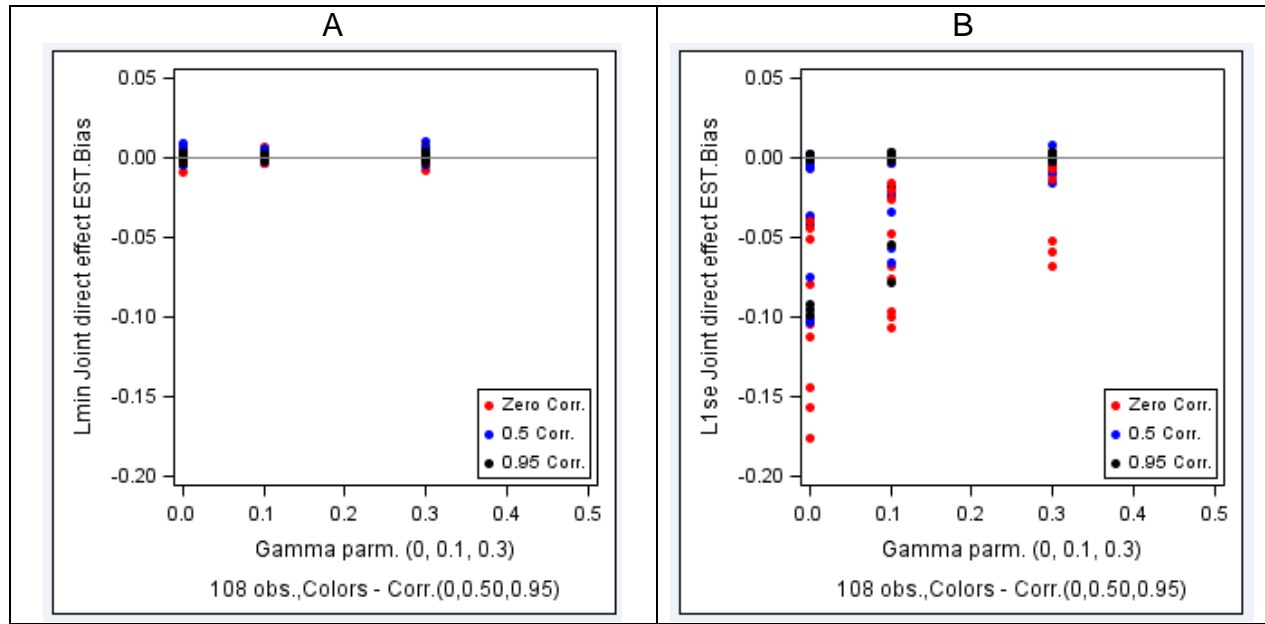 A
0.05
0.00
-0.05
-0.10
-0.15
-0.20
Lmin Joint direct effect EST.Bias
Zero Corr.
0.5 Corr.
0.95 Corr.
0.0 0.1 0.2 0.3 0.4 0.5
Gamma parm. (0, 0.1, 0.3)
108 obs.,Colors - Corr.(0,0.50,0.95)
B
0.05
0.00
-0.05
-0.10
-0.15
-0.20
L1se Joint direct effect EST.Bias
Zero Corr.
0.5 Corr.
0.95 Corr.
0.0 0.1 0.2 0.3 0.4 0.5
Gamma parm. (0, 0.1, 0.3)
108 obs.,Colors - Corr.(0,0.50,0.95)